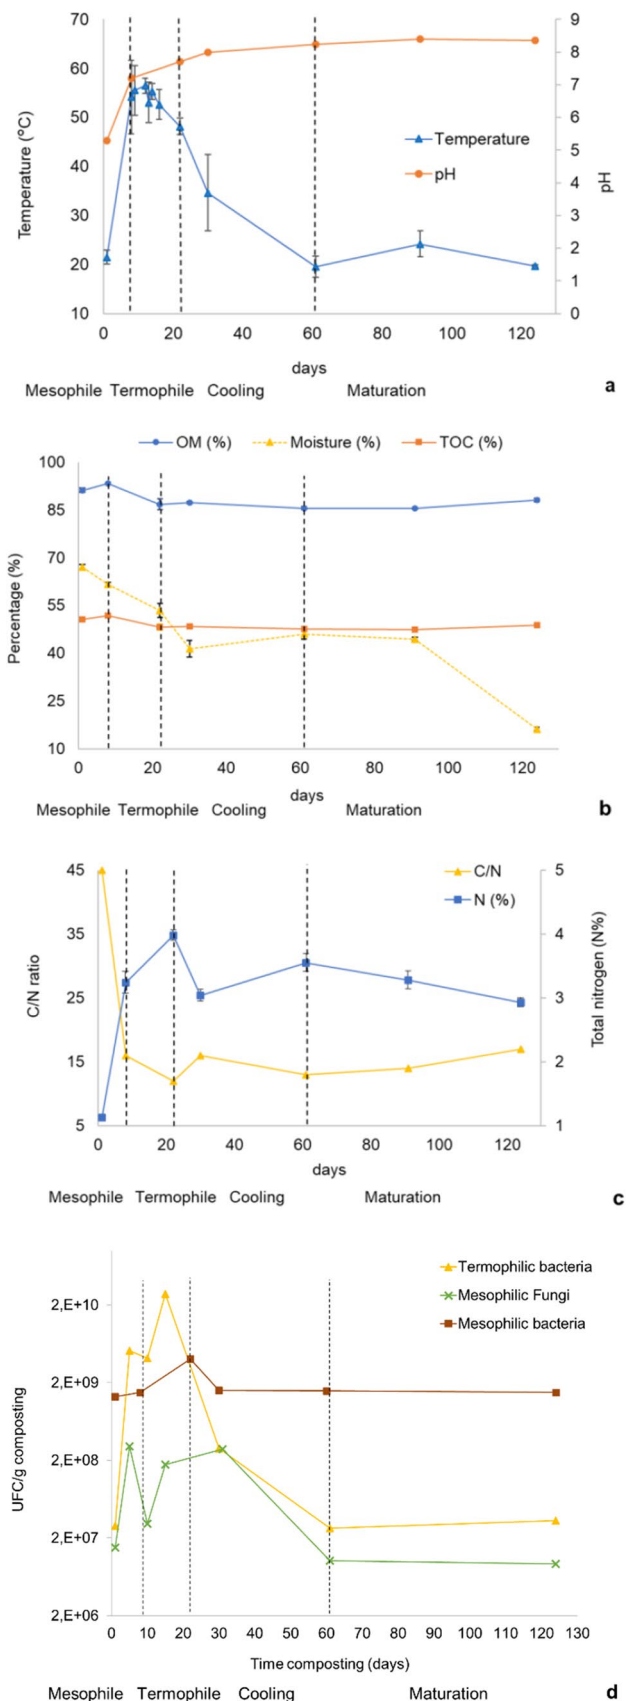 70
60
50
40
30
20
10
Temperature (°C)
9
8
7
6
5
4
3
2
1
0
pH
Temperature
pH
0 20 40 60 80 100 120
days
Mesophile Termophile Cooling Maturation
a
OM (%) Moisture (%) TOC (%)
100
85
70
55
40
25
10
Percentage (%)
0 20 40 60 80 100 120
days
Mesophile Termophile Cooling Maturation
b
45
35
25
15
5
C/N ratio
5
4
3
2
1
Total nitrogen (N%)
C/N
N (%)
0 20 40 60 80 100 120
days
Mesophile Termophile Cooling Maturation
c
Termophilic bacteria
Mesophilic Fungi
Mesophilic bacteria
2,E+10
2,E+09
2,E+08
2,E+07
2,E+06
UFC/g composting
0 10 20 30 40 50 60 70 80 90 100 110 120 130
Time composting (days)
Mesophile Termophile Cooling Maturation
d